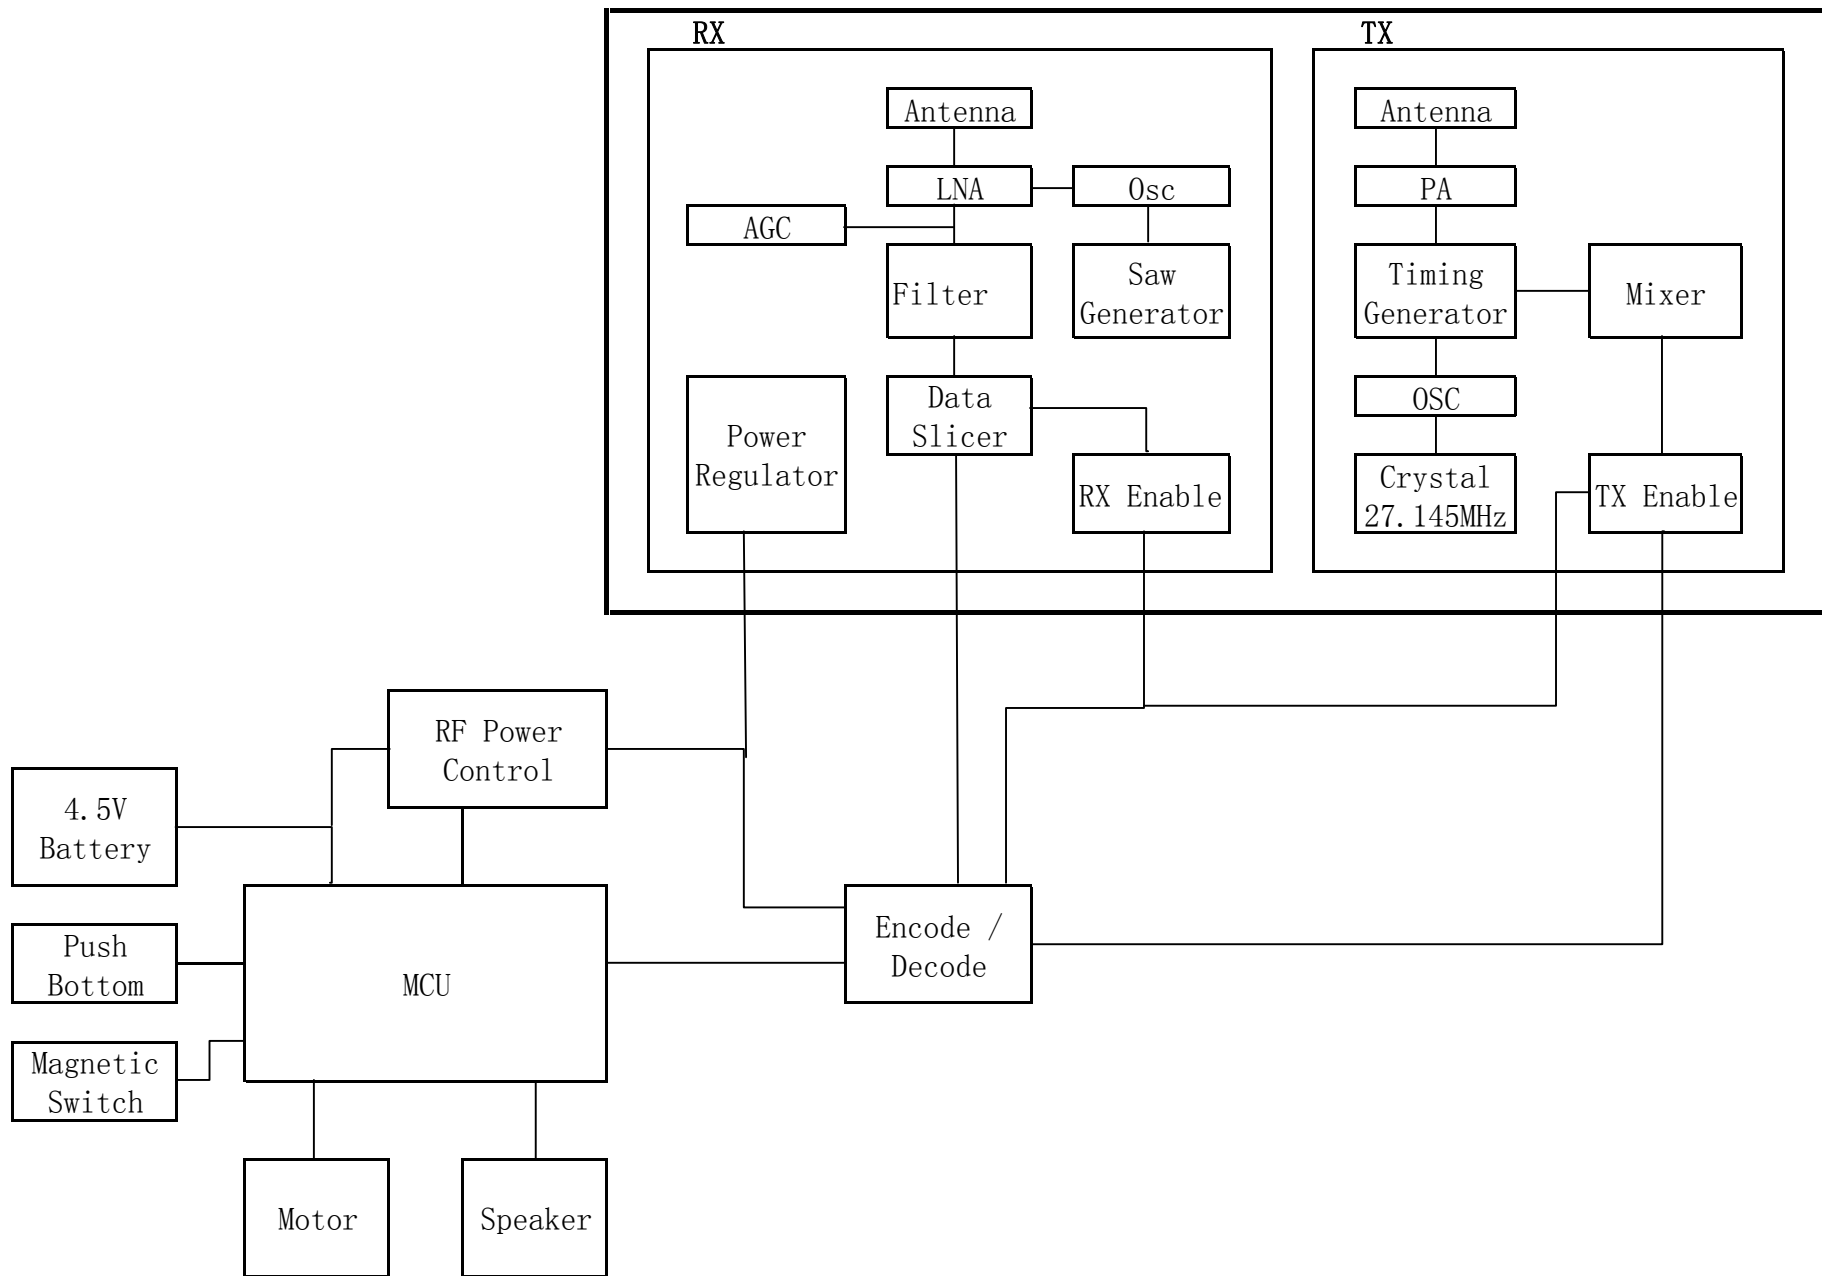 RX
TX
Antenna
Antenna
LNA
Osc
PA
AGC
Filter
Saw
Generator
Timing
Generator
Mixer
Power
Regulator
Data
Slicer
RX Enable
OSC
Crystal
27.145MHz
TX Enable
RF Power
Control
4.5V
Battery
Push
Bottom
MCU
Encode /
Decode
Magnetic
Switch
Motor
Speaker